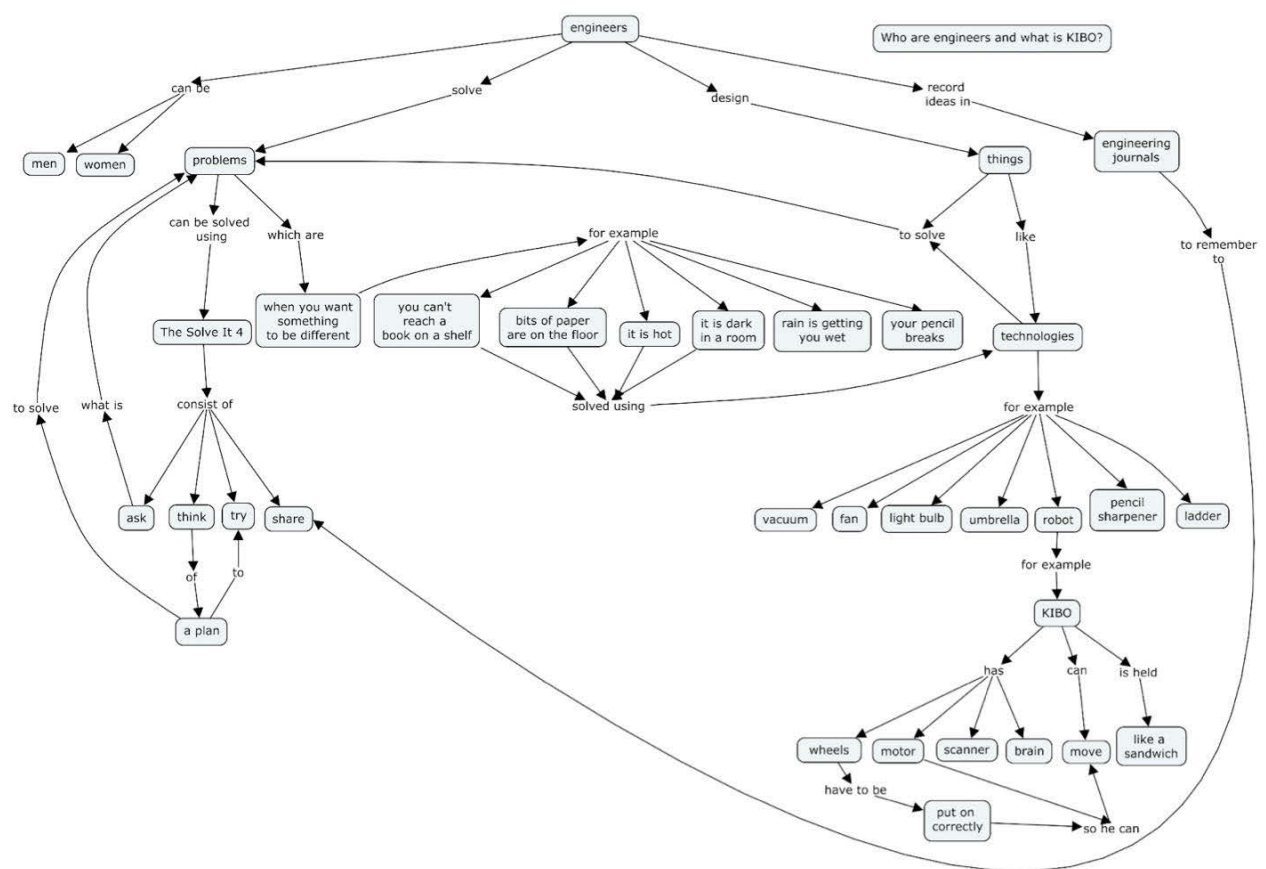 engineers
Who are engineers and what is KIBO?
can be
solve
design
record
ideas in
men
women
problems
things
engineering
journals
can be solved
using
which are
for example
to solve
like
to remember
to
The Solve It 4
when you want
something
to be different
you can't
reach a
book on a shelf
bits of paper
are on the floor
it is hot
it is dark
in a room
rain is getting
you wet
your pencil
breaks
technologies
to solve
what is
consist of
solved using
for example
ask
think
try
share
vacuum
fan
light bulb
umbrella
robot
pencil
sharpener
ladder
of
to
for example
a plan
KIBO
has
can
is held
wheels
motor
scanner
brain
move
like a
sandwich
have to be
put on
correctly
so he can